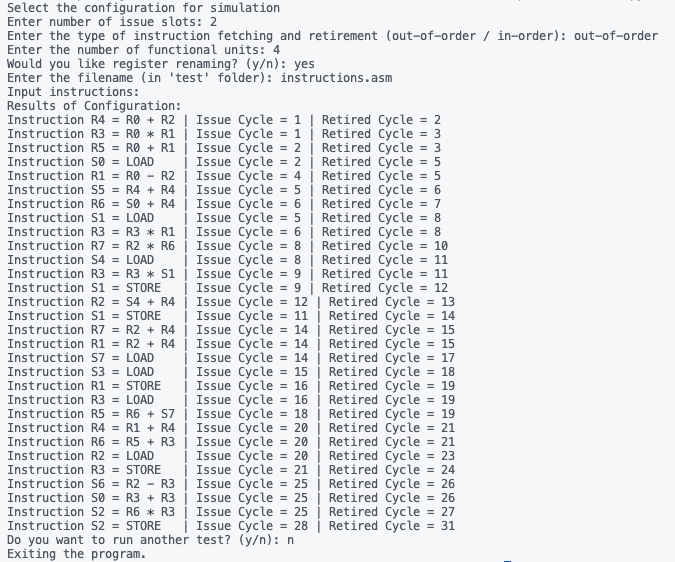 Select the configuration for simulation
Enter number of issue slots: 2
Enter the type of instruction fetching and retirement (out-of-order / in-order): out-of-order
Enter the number of functional units: 4
Would you like register renaming? (y/n): yes
Enter the filename (in 'test' folder): instructions.asm
Input instructions:
Results of Configuration:
Instruction R4 = R0 + R2 | Issue Cycle = 1 | Retired Cycle = 2
Instruction R3 = R0 * R1 | Issue Cycle = 1 | Retired Cycle = 3
Instruction R5 = R0 + R1 | Issue Cycle = 2 | Retired Cycle = 3
Instruction S0 = LOAD    | Issue Cycle = 2 | Retired Cycle = 5
Instruction R1 = R0 - R2 | Issue Cycle = 4 | Retired Cycle = 5
Instruction S5 = R4 + R4 | Issue Cycle = 5 | Retired Cycle = 6
Instruction R6 = S0 + R4 | Issue Cycle = 6 | Retired Cycle = 7
Instruction S1 = LOAD    | Issue Cycle = 5 | Retired Cycle = 8
Instruction R3 = R3 * R1 | Issue Cycle = 6 | Retired Cycle = 8
Instruction R7 = R2 * R6 | Issue Cycle = 8 | Retired Cycle = 10
Instruction S4 = LOAD    | Issue Cycle = 8 | Retired Cycle = 11
Instruction R3 = R3 * S1 | Issue Cycle = 9 | Retired Cycle = 11
Instruction S1 = STORE   | Issue Cycle = 9 | Retired Cycle = 12
Instruction R2 = S4 + R4 | Issue Cycle = 12 | Retired Cycle = 13
Instruction S1 = STORE   | Issue Cycle = 11 | Retired Cycle = 14
Instruction R7 = R2 + R4 | Issue Cycle = 14 | Retired Cycle = 15
Instruction R1 = R2 + R4 | Issue Cycle = 14 | Retired Cycle = 15
Instruction S7 = LOAD    | Issue Cycle = 14 | Retired Cycle = 17
Instruction S3 = LOAD    | Issue Cycle = 15 | Retired Cycle = 18
Instruction R1 = STORE   | Issue Cycle = 16 | Retired Cycle = 19
Instruction R3 = LOAD    | Issue Cycle = 16 | Retired Cycle = 19
Instruction R5 = R6 + S7 | Issue Cycle = 18 | Retired Cycle = 19
Instruction R4 = R1 + R4 | Issue Cycle = 20 | Retired Cycle = 21
Instruction R6 = R5 + R3 | Issue Cycle = 20 | Retired Cycle = 21
Instruction R2 = LOAD    | Issue Cycle = 20 | Retired Cycle = 23
Instruction R3 = STORE   | Issue Cycle = 21 | Retired Cycle = 24
Instruction S6 = R2 - R3 | Issue Cycle = 25 | Retired Cycle = 26
Instruction S0 = R3 + R3 | Issue Cycle = 25 | Retired Cycle = 26
Instruction S2 = R6 * R3 | Issue Cycle = 25 | Retired Cycle = 27
Instruction S2 = STORE   | Issue Cycle = 28 | Retired Cycle = 31
Do you want to run another test? (y/n): n
Exiting the program.